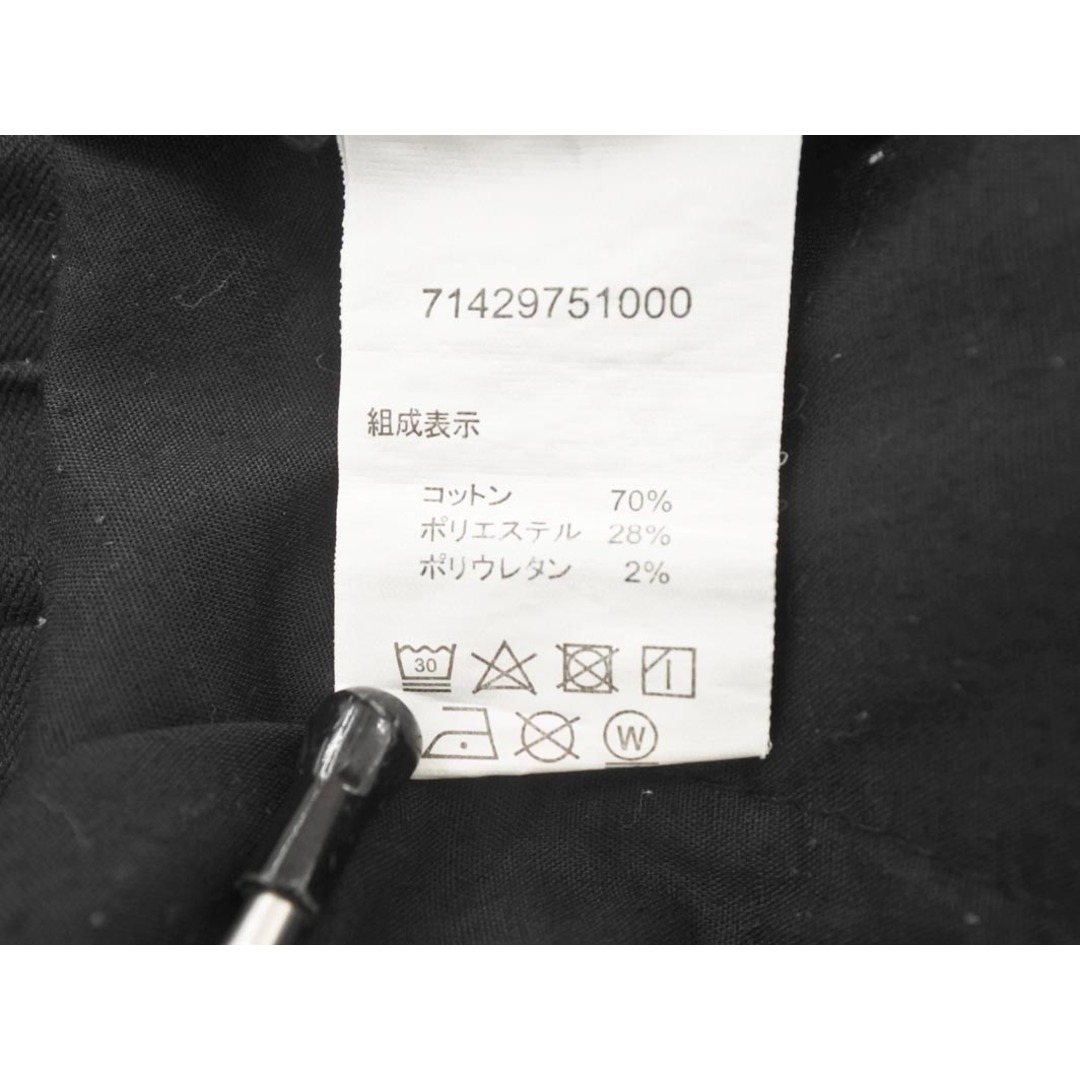 71429751000
組成表示
コットン 70%
ポリエステル 28%
ポリウレタン 2%
30
W